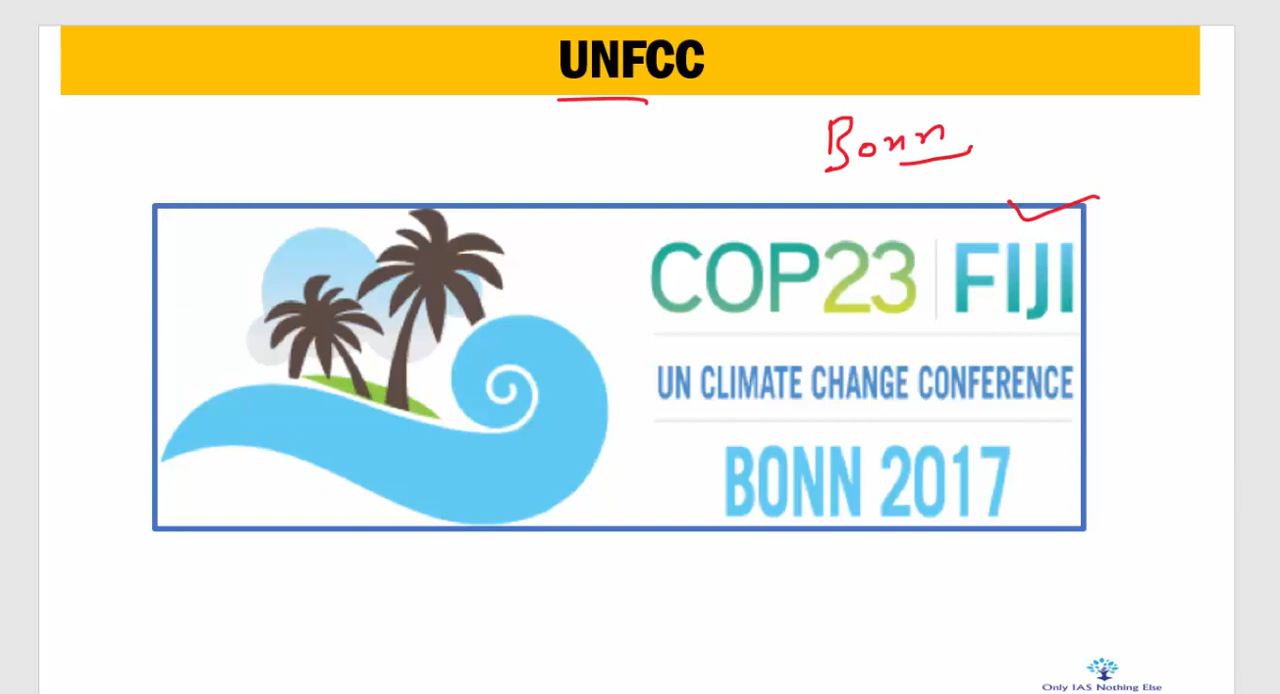 UNFCC
Bonn
COP23 | FIJI
UN CLIMATE CHANGE CONFERENCE
BONN 2017
Only IAS Nothing Else